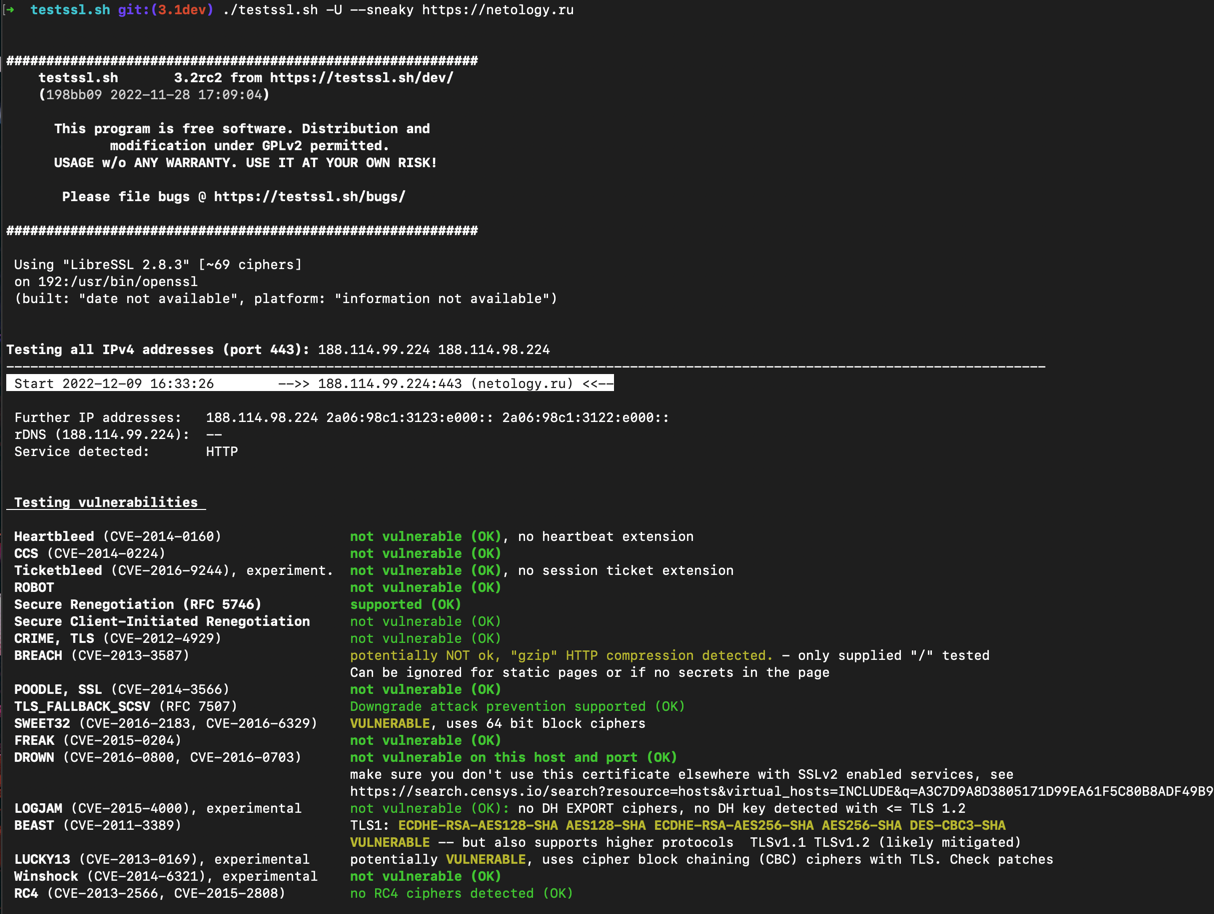 [→ testssl.sh git:(3.1dev) ./testssl.sh -U --sneaky https://netology.ru
###########################################################
testssl.sh 3.2rc2 from https://testssl.sh/dev/
(198bb09 2022-11-28 17:09:04)
This program is free software. Distribution and
modification under GPLv2 permitted.
USAGE w/o ANY WARRANTY. USE IT AT YOUR OWN RISK!
Please file bugs @ https://testssl.sh/bugs/
###########################################################
Using "LibreSSL 2.8.3" [~69 ciphers]
on 192:/usr/bin/openssl
(built: "date not available", platform: "information not available")
Testing all IPv4 addresses (port 443): 188.114.99.224 188.114.98.224
----------------------------------------------------------------------------------------------------------------------------------
Start 2022-12-09 16:33:26 -->> 188.114.99.224:443 (netology.ru) <<--
Further IP addresses: 188.114.98.224 2a06:98c1:3123:e000:: 2a06:98c1:3122:e000::
rDNS (188.114.99.224): --
Service detected: HTTP
Testing vulnerabilities
Heartbleed (CVE-2014-0160) not vulnerable (OK), no heartbeat extension
CCS (CVE-2014-0224) not vulnerable (OK)
Ticketbleed (CVE-2016-9244), experiment. not vulnerable (OK), no session ticket extension
ROBOT not vulnerable (OK)
Secure Renegotiation (RFC 5746) supported (OK)
Secure Client-Initiated Renegotiation not vulnerable (OK)
CRIME, TLS (CVE-2012-4929) not vulnerable (OK)
BREACH (CVE-2013-3587) potentially NOT ok, "gzip" HTTP compression detected. - only supplied "/" tested
Can be ignored for static pages or if no secrets in the page
POODLE, SSL (CVE-2014-3566) not vulnerable (OK)
TLS_FALLBACK_SCSV (RFC 7507) Downgrade attack prevention supported (OK)
SWEET32 (CVE-2016-2183, CVE-2016-6329) VULNERABLE, uses 64 bit block ciphers
FREAK (CVE-2015-0204) not vulnerable (OK)
DROWN (CVE-2016-0800, CVE-2016-0703) not vulnerable on this host and port (OK)
make sure you don't use this certificate elsewhere with SSLv2 enabled services, see
https://search.censys.io/search?resource=hosts&virtual_hosts=INCLUDE&q=A3C7D9A8D3805171D99EA61F5C80B8ADF49B9
LOGJAM (CVE-2015-4000), experimental not vulnerable (OK): no DH EXPORT ciphers, no DH key detected with <= TLS 1.2
BEAST (CVE-2011-3389) TLS1: ECDHE-RSA-AES128-SHA AES128-SHA ECDHE-RSA-AES256-SHA AES256-SHA DES-CBC3-SHA
VULNERABLE -- but also supports higher protocols TLSv1.1 TLSv1.2 (likely mitigated)
LUCKY13 (CVE-2013-0169), experimental potentially VULNERABLE, uses cipher block chaining (CBC) ciphers with TLS. Check patches
Winshock (CVE-2014-6321), experimental not vulnerable (OK)
RC4 (CVE-2013-2566, CVE-2015-2808) no RC4 ciphers detected (OK)